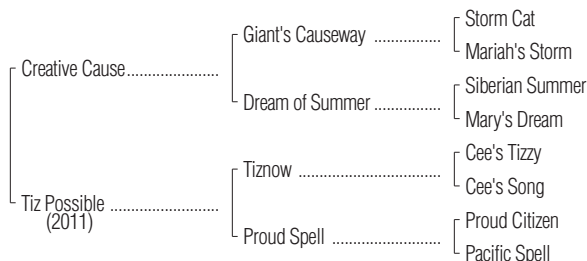 Storm Cat
Giant's Causeway ..................
Mariah's Storm
Creative Cause .......................
Siberian Summer
Dream of Summer ...............
Mary's Dream
Cee's Tizzy
Tiznow ..................................
Cee's Song
Tiz Possible ...........................
(2011)
Proud Citizen
Proud Spell ..........................
Pacific Spell